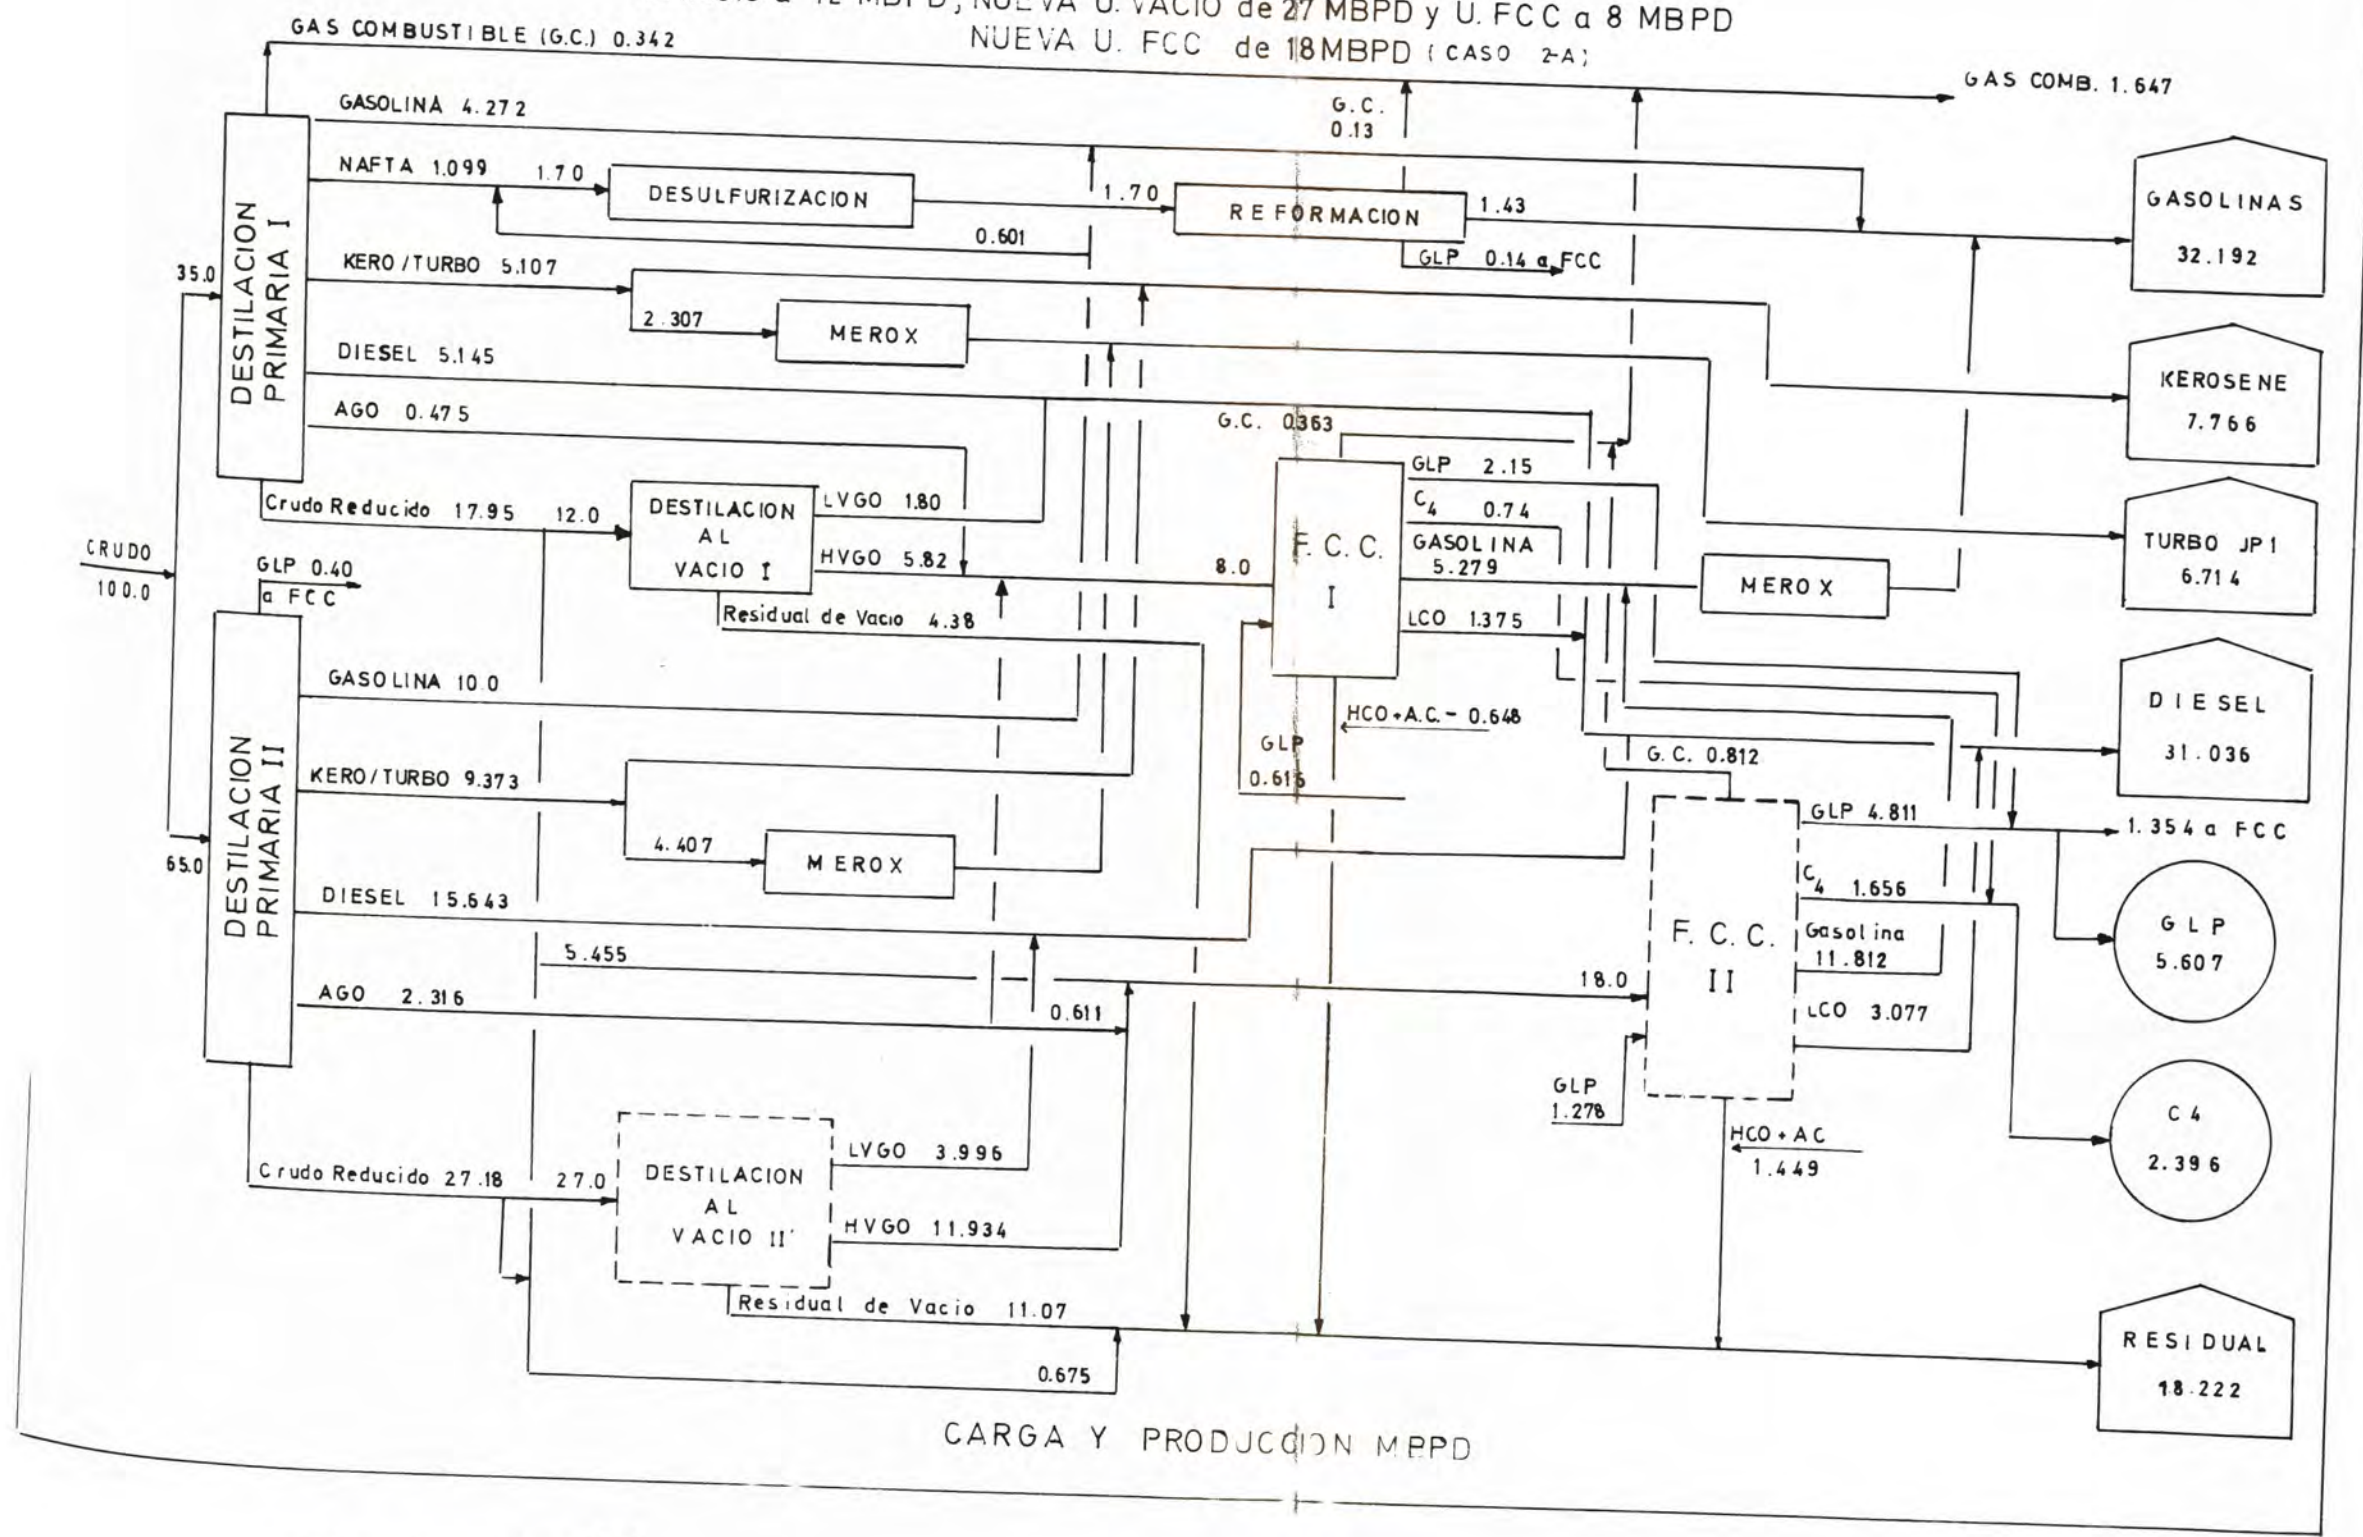 NUEVA U. VACIO de 27 MBPD y U. FCC a 8 MBPD
NUEVA U. FCC de 18 MBPD (CASO 2-A)
GAS COMBUSTIBLE (G.C.) 0.342
GAS COMB. 1.647
GASOLINA 4.272
G.C.
0.13
NAFTA 1.099
1.70
DESULFURIZACION
1.70
REFORMACION
1.43
GASOLINAS
32.192
0.601
GLP 0.14 a FCC
DESTILACION
PRIMARIA I
35.0
KERO/TURBO 5.107
2.307
MEROX
DIESEL 5.145
KEROSENE
7.766
AGO 0.475
G.C. 0.363
GLP 2.15
C4 0.74
GASOLINA
5.279
LCO 1.375
F.C.C.
I
8.0
Crudo Reducido 17.95
12.0
DESTILACION
AL
VACIO I
LVGO 1.80
HVGO 5.82
Residual de Vacio 4.38
MEROX
TURBO JP1
6.714
CRUDO
100.0
GLP 0.40
a FCC
GASOLINA 10.0
HCO+A.C.- 0.648
GLP
0.616
DIESEL
31.036
DESTILACION
PRIMARIA II
65.0
KERO/TURBO 9.373
4.407
MEROX
G.C. 0.812
GLP 4.811
1.354 a FCC
C4 1.656
Gasolina
11.812
LCO 3.077
F.C.C.
II
GLP
5.607
DIESEL 15.643
5.455
18.0
AGO 2.316
0.611
GLP
1.278
HCO+AC
1.449
C4
2.396
Crudo Reducido 27.18
27.0
DESTILACION
AL
VACIO II
LVGO 3.996
HVGO 11.934
Residual de Vacio 11.07
0.675
RESIDUAL
18.222
CARGA Y PRODUCCION MBPD